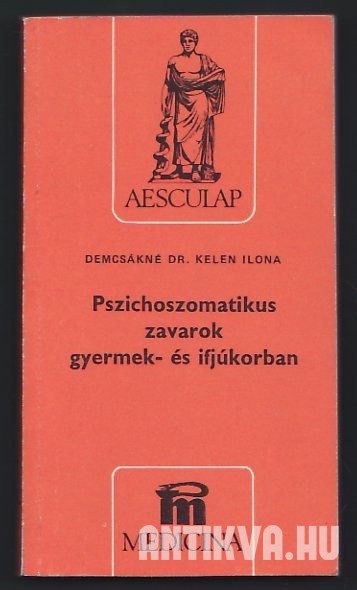 AESCULAP
DEMCSÁKNÉ DR. KELEN ILONA
Pszichoszomatikus
zavarok
gyermek- és ifjúkorban
m
MEDICINA
ANTIKVA.HU